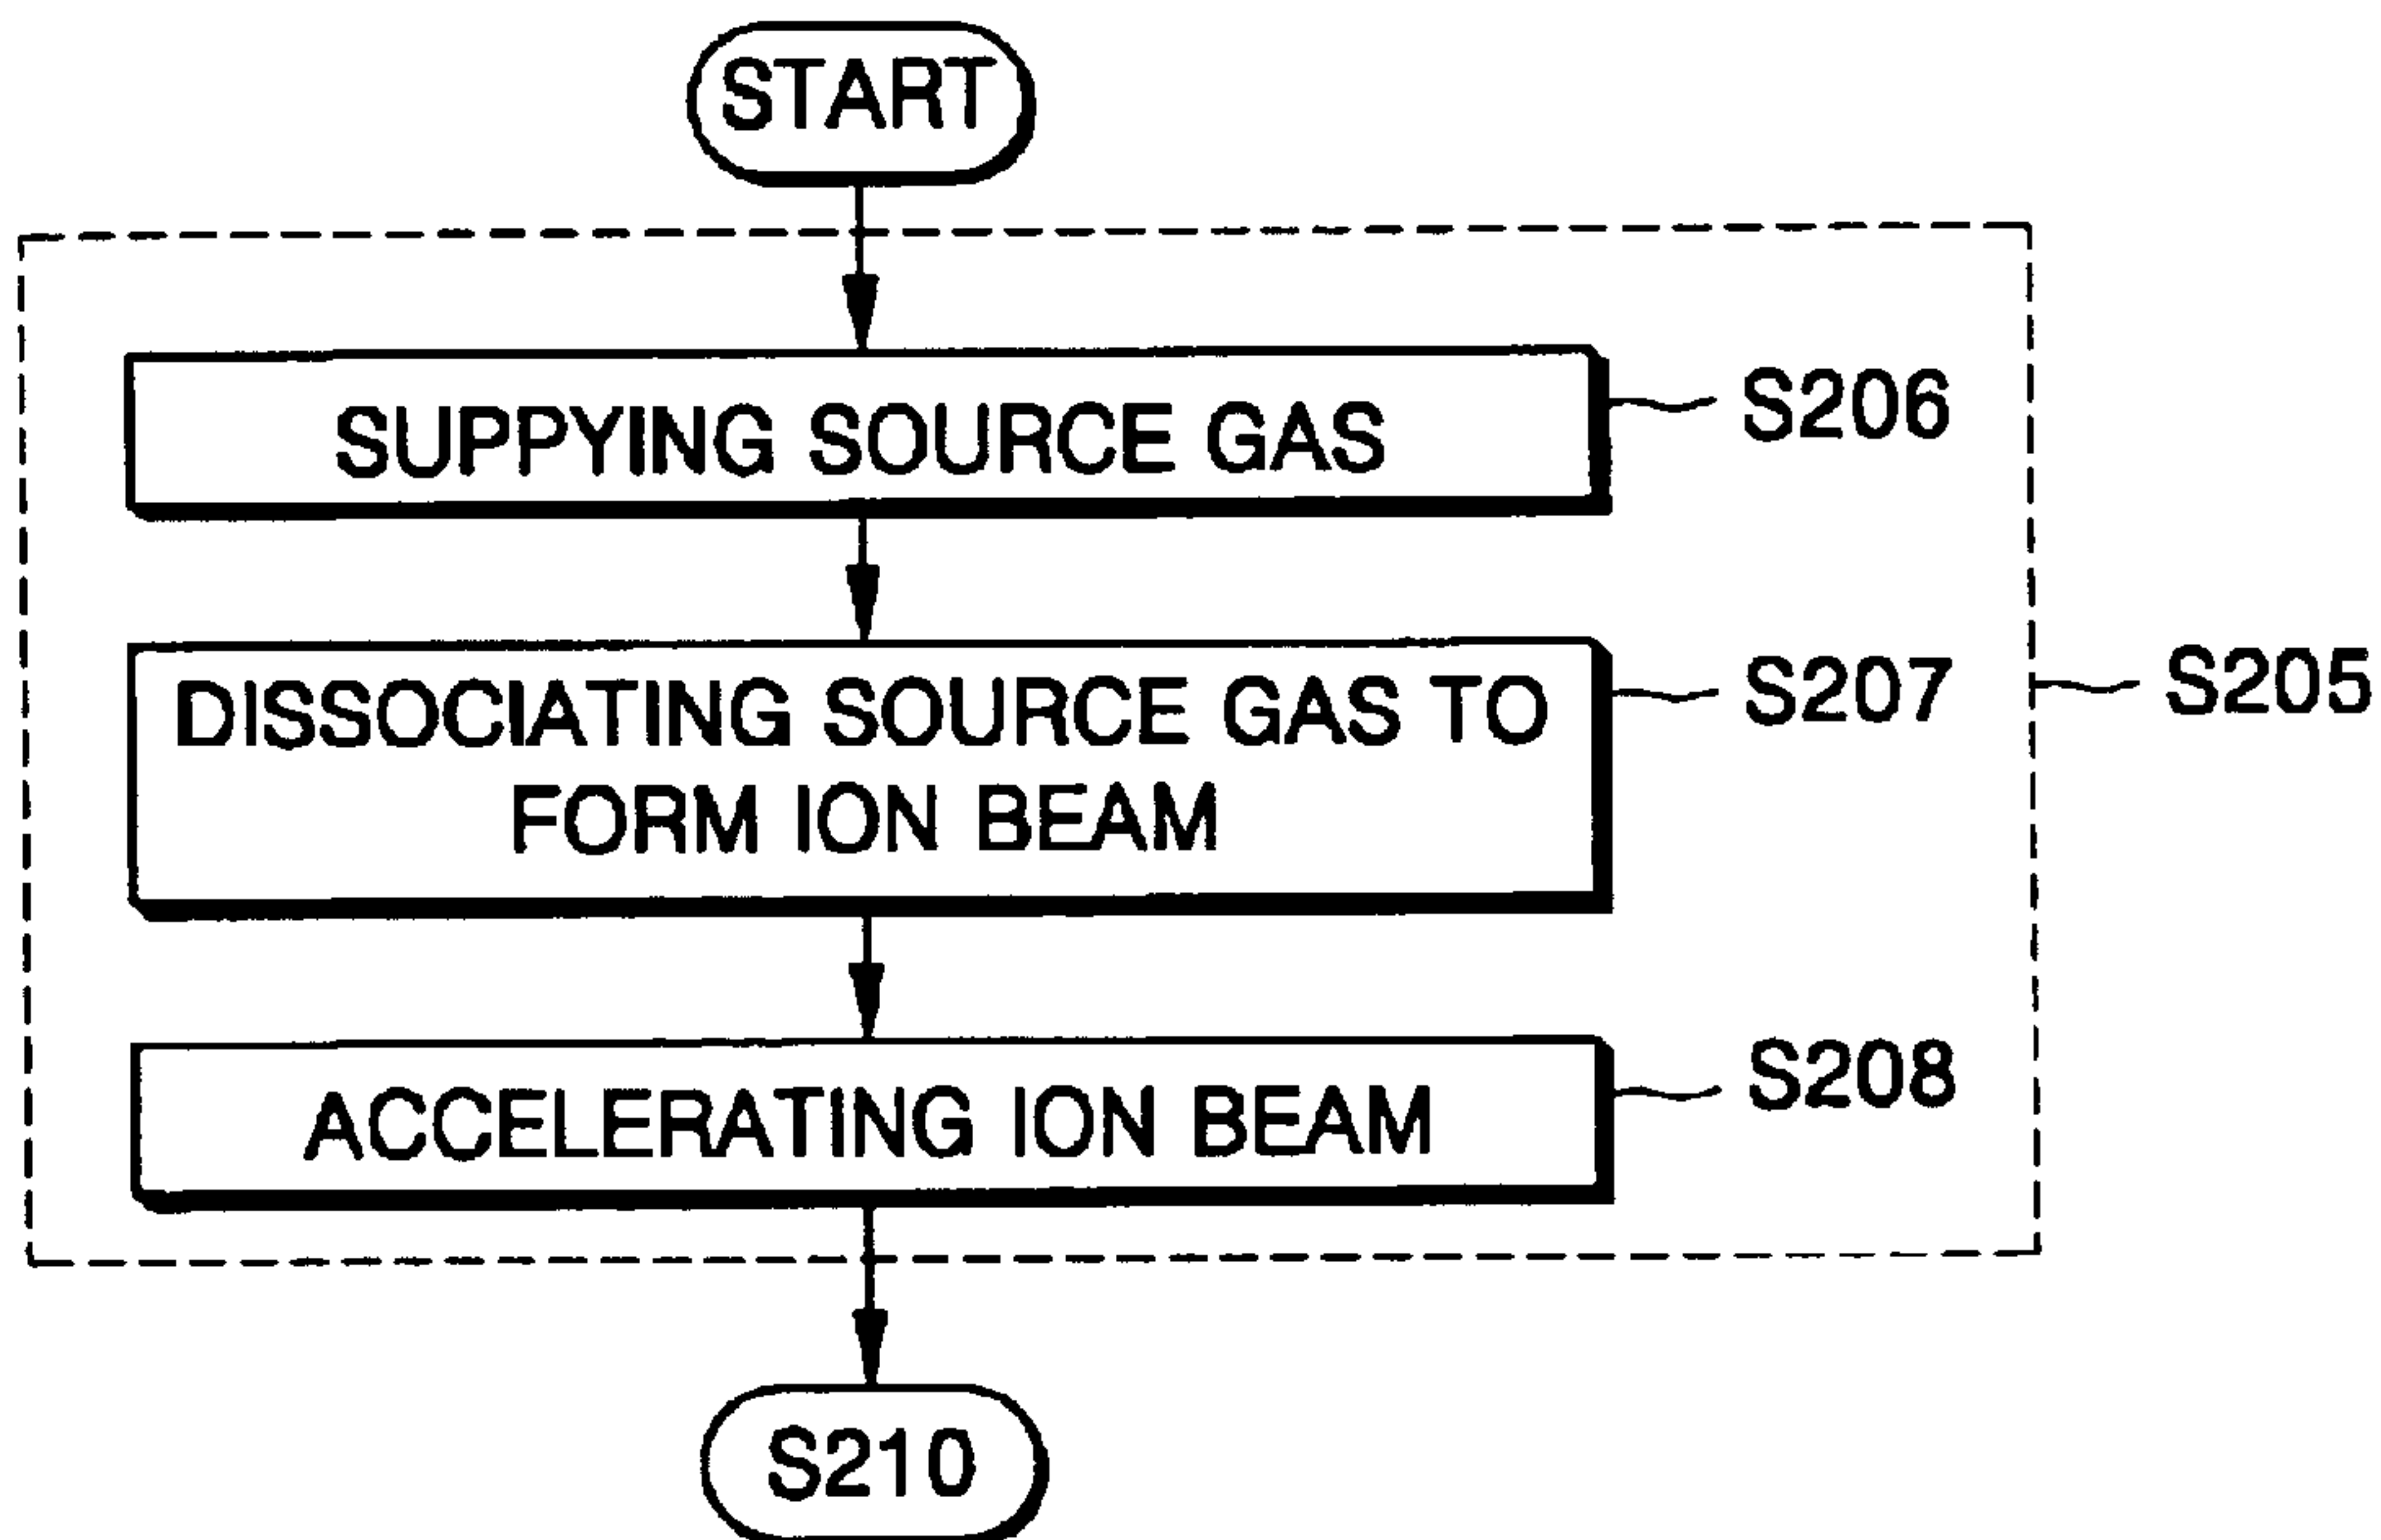 START
SUPPYING SOURCE GAS
S206
DISSOCIATING SOURCE GAS TO
FORM ION BEAM
S207
S205
ACCELERATING ION BEAM
S208
S210